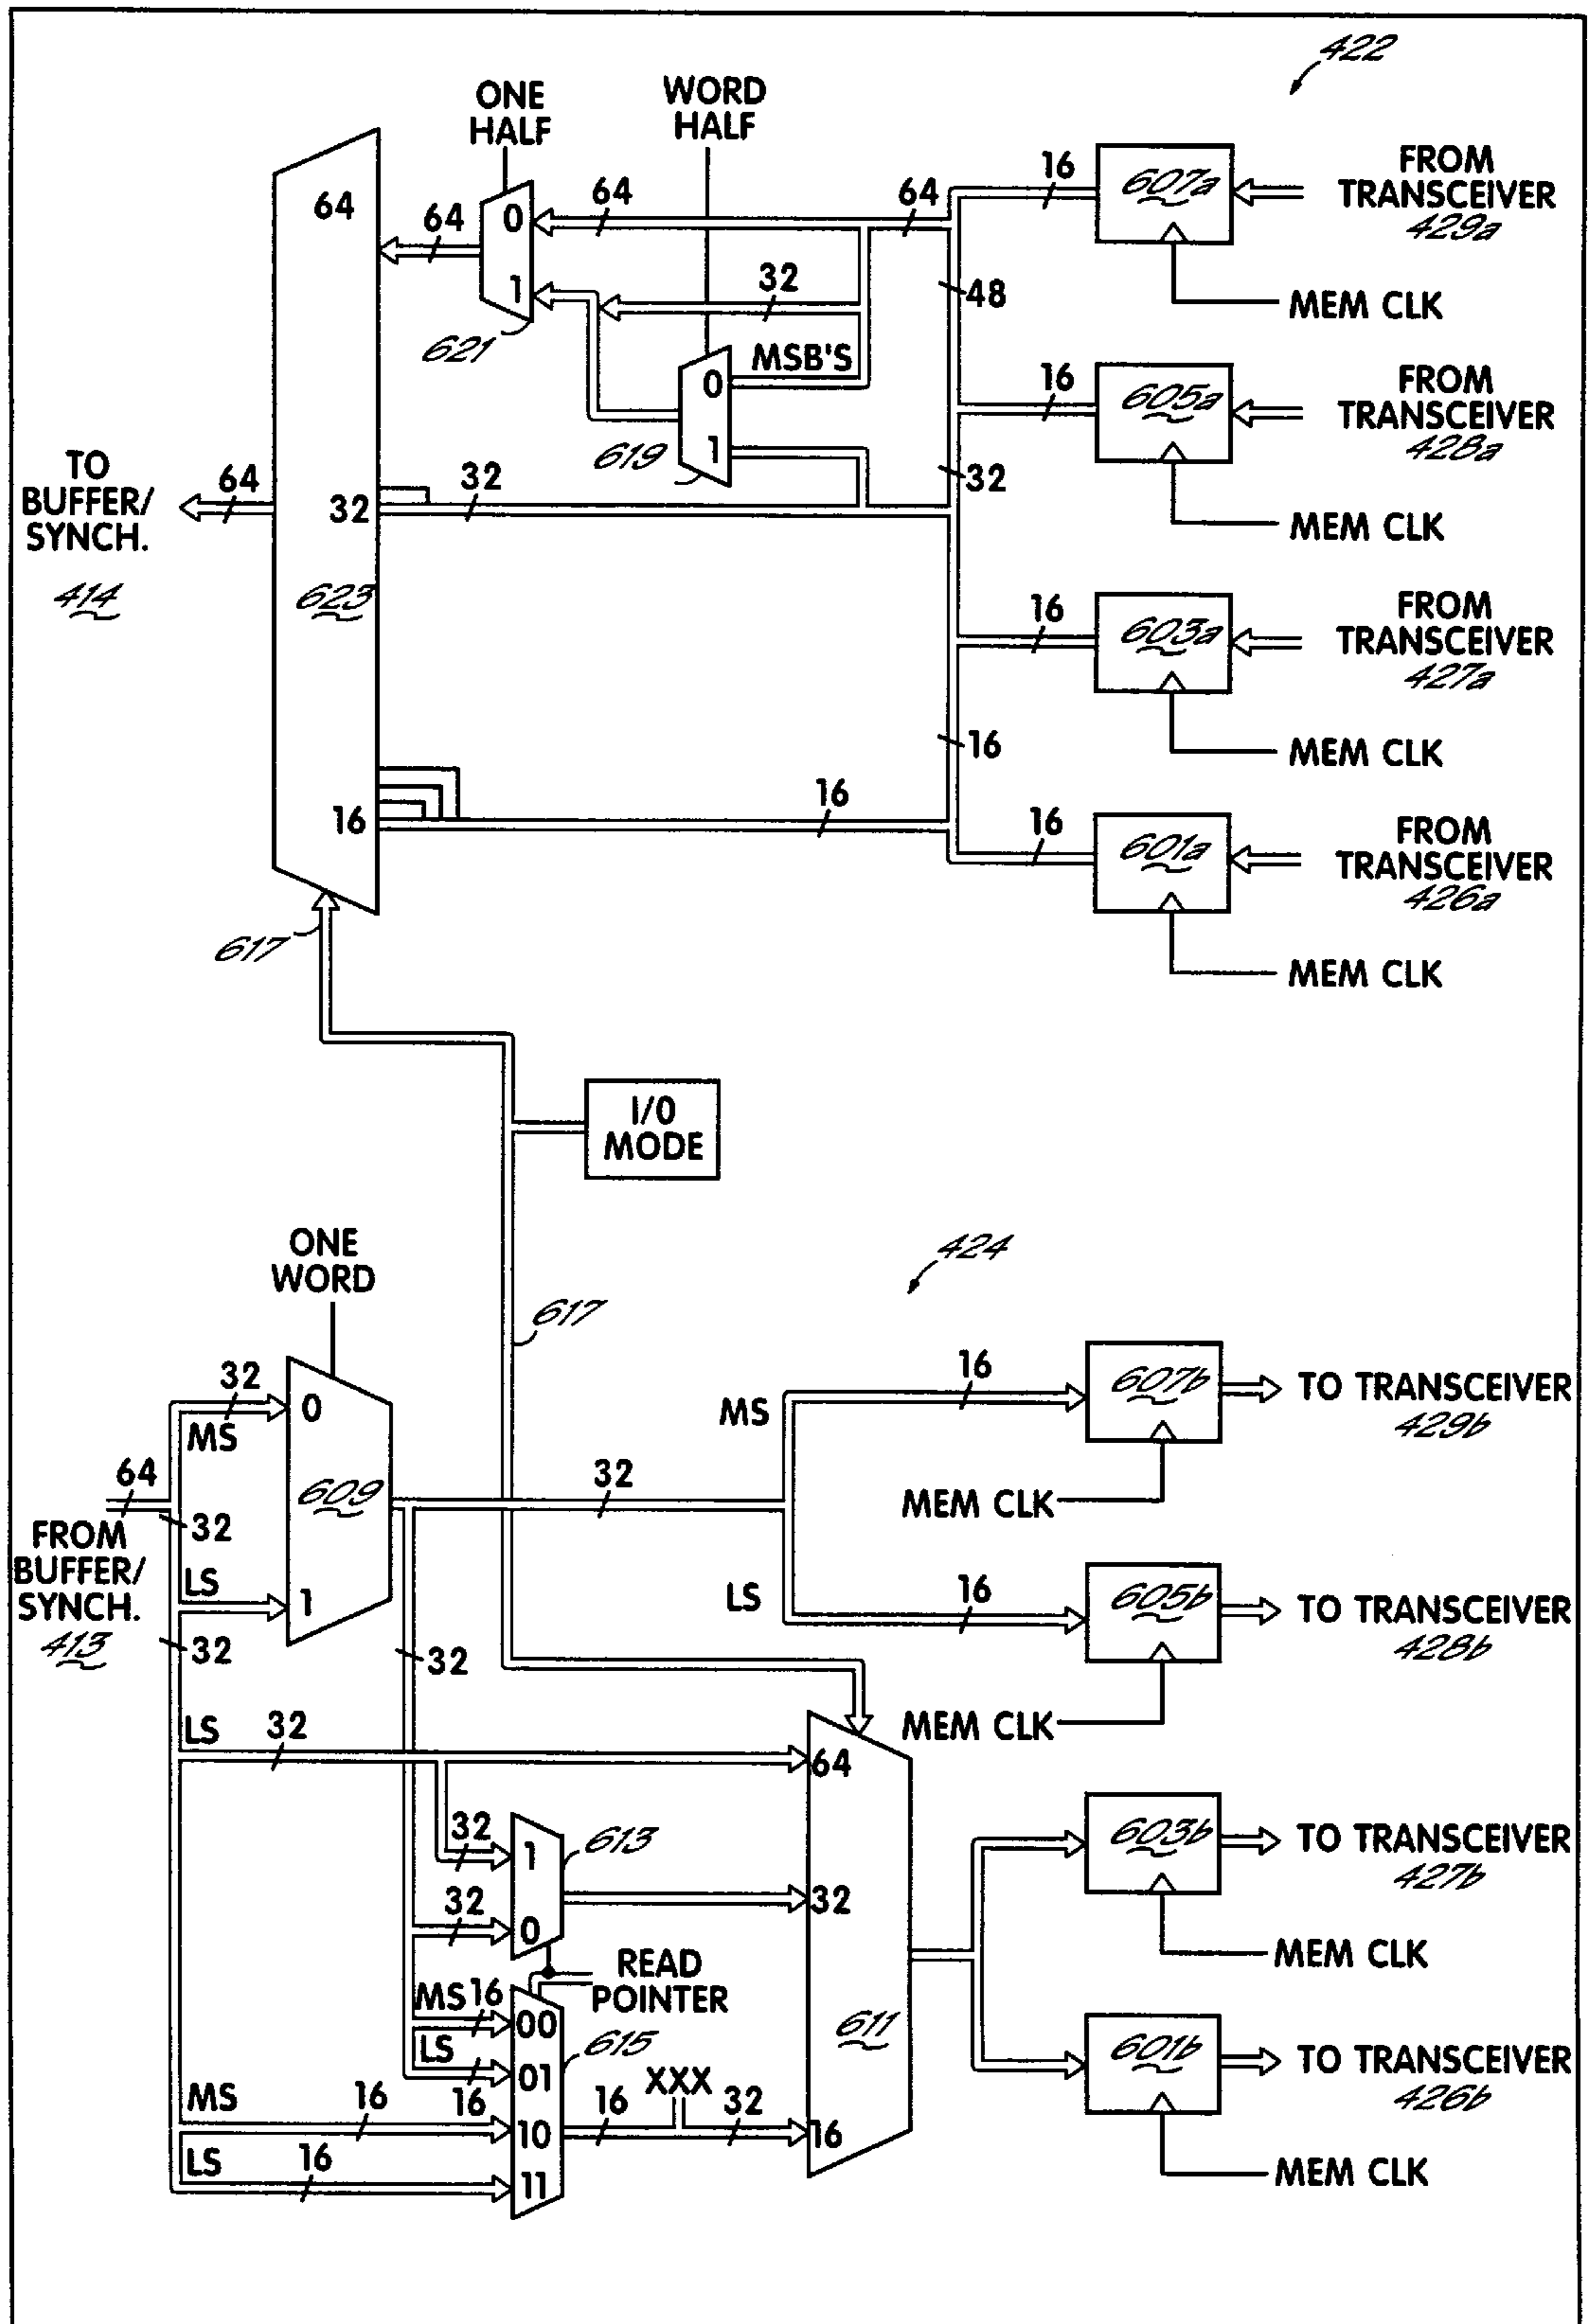 422
ONE
HALF
WORD
HALF
64
64
0
1
621
64
64
32
MSB'S
0
1
619
48
32
16
16
607a
FROM
TRANSCEIVER
429a
MEM CLK
16
605a
FROM
TRANSCEIVER
428a
MEM CLK
TO
BUFFER/
SYNCH.
414
64
32
623
32
16
603a
FROM
TRANSCEIVER
427a
MEM CLK
16
16
16
601a
FROM
TRANSCEIVER
426a
MEM CLK
617
I/O
MODE
424
ONE
WORD
617
32
MS
0
609
64
32
FROM
BUFFER/
SYNCH.
413
LS
1
32
32
32
MS
16
607b
TO TRANSCEIVER
429b
MEM CLK
LS
16
605b
TO TRANSCEIVER
428b
MEM CLK
LS
32
64
32
1
613
32
0
32
READ
POINTER
MS
16
00
LS
16
01
615
MS
16
10
16
XXX
32
16
LS
16
11
611
603b
TO TRANSCEIVER
427b
MEM CLK
601b
TO TRANSCEIVER
426b
MEM CLK